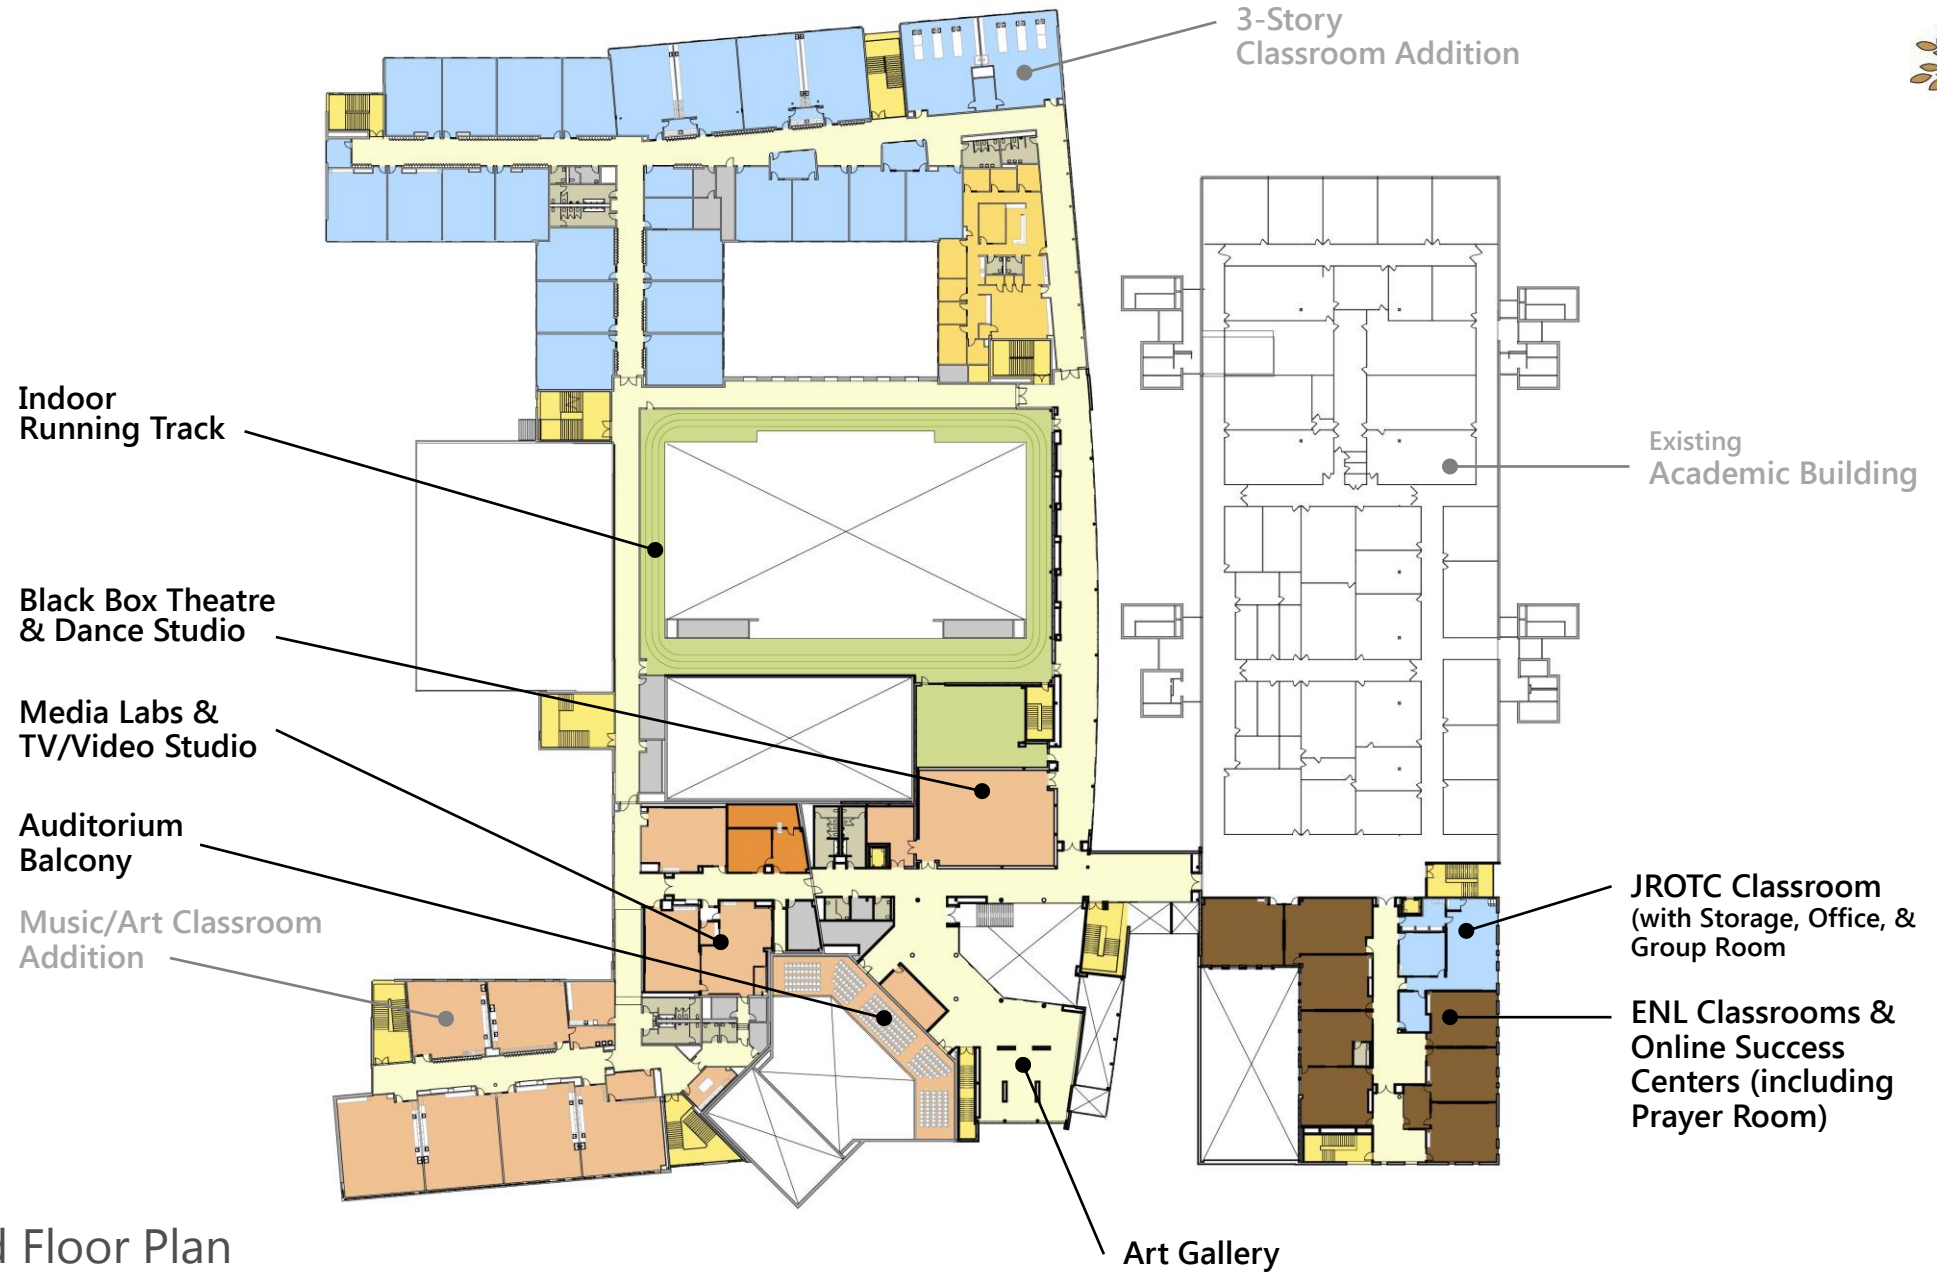 3-Story
Classroom Addition
Indoor
Running Track
Existing
Academic Building
Black Box Theatre
& Dance Studio
Media Labs &
TV/Video Studio
Auditorium
Balcony
Music/Art Classroom
Addition
JROTC Classroom
(with Storage, Office, &
Group Room
ENL Classrooms &
Online Success
Centers (including
Prayer Room)
Art Gallery
Floor Plan